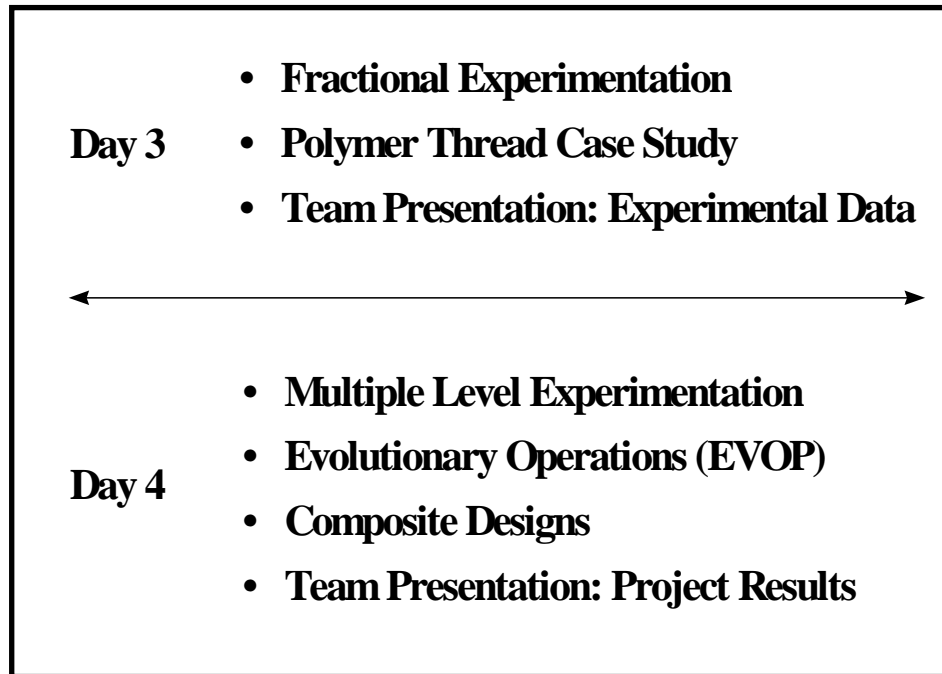 Day 3
• Fractional Experimentation
• Polymer Thread Case Study
• Team Presentation: Experimental Data
Day 4
• Multiple Level Experimentation
• Evolutionary Operations (EVOP)
• Composite Designs
• Team Presentation: Project Results